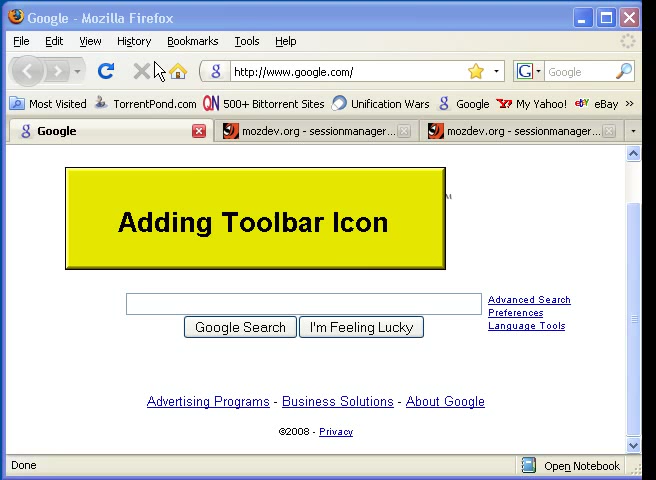 Google - Mozilla Firefox
File Edit View History Bookmarks Tools Help
http://www.google.com/ Google
Most Visited TorrentPond.com QN 500+ Bittorrent Sites Unification Wars Google Y! My Yahoo! eBY eBay »
Google mozdev.org - sessionmanager... mozdev.org - sessionmanager...
Adding Toolbar Icon
Advanced Search
Preferences
Language Tools
Google Search I'm Feeling Lucky
Advertising Programs - Business Solutions - About Google
©2008 - Privacy
Done Open Notebook